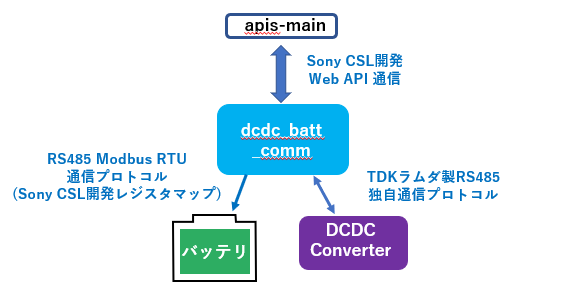 apis-main
Sony CSL開発
Web API 通信
dcdc_batt
_comm
RS485 Modbus RTU
通信プロトコル
(Sony CSL開発レジスタマップ)
TDKラムダ製RS485
独自通信プロトコル
バッテリ
DCDC
Converter